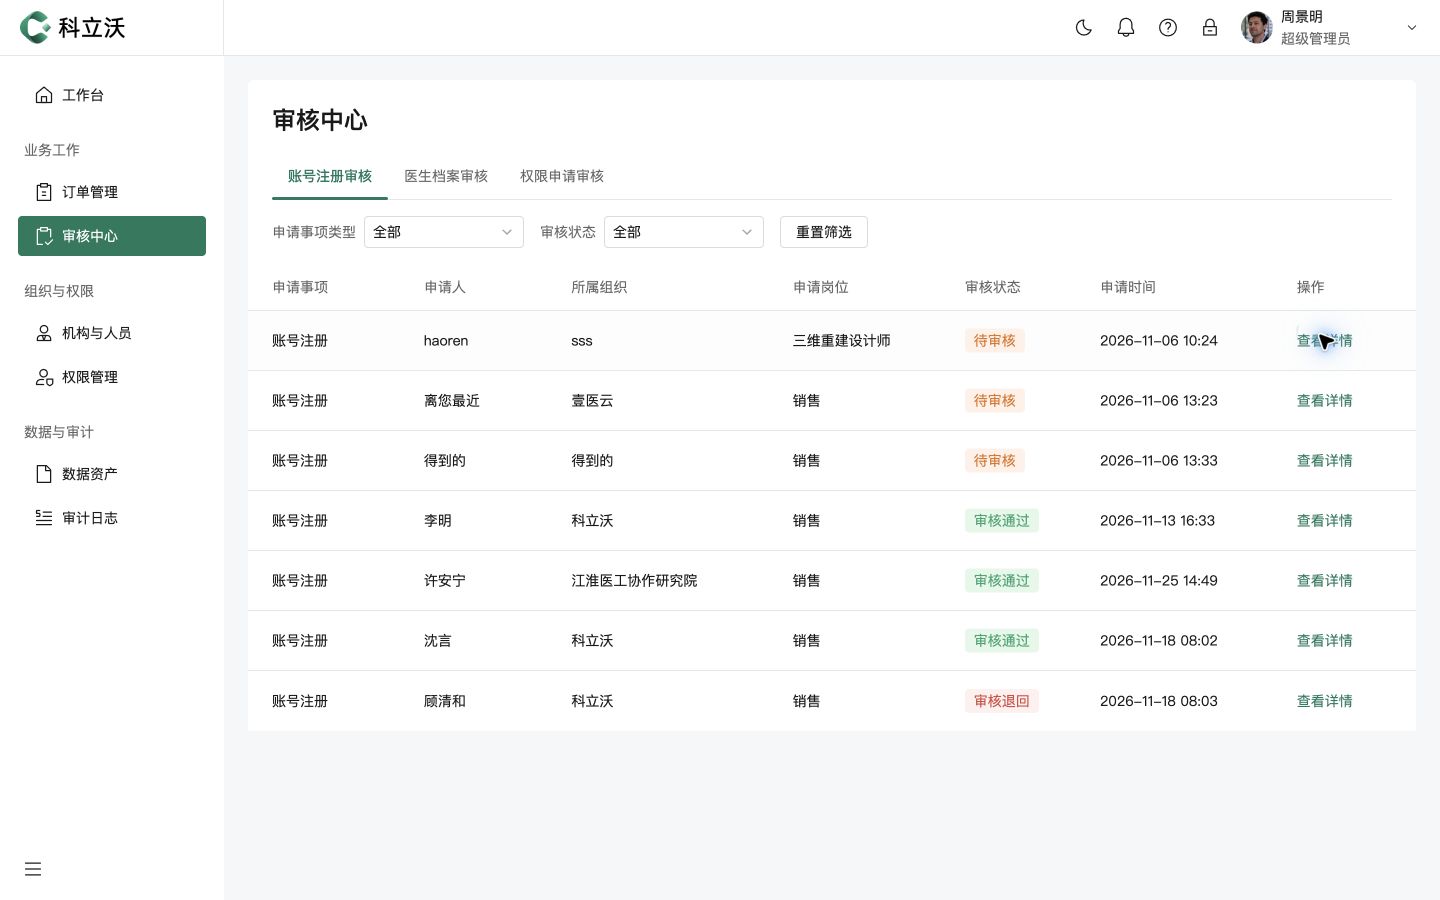 科立沃
周景明
超级管理员
工作台
业务工作
订单管理
审核中心
组织与权限
机构与人员
权限管理
数据与审计
数据资产
审计日志
审核中心
账号注册审核 医生档案审核 权限申请审核
申请事项类型 全部 审核状态 全部 重置筛选
申请事项 申请人 所属组织 申请岗位 审核状态 申请时间 操作
账号注册 haoren sss 三维重建设计师 待审核 2026-11-06 10:24 查看详情
账号注册 离您最近 壹医云 销售 待审核 2026-11-06 13:23 查看详情
账号注册 得到的 得到的 销售 待审核 2026-11-06 13:33 查看详情
账号注册 李明 科立沃 销售 审核通过 2026-11-13 16:33 查看详情
账号注册 许安宁 江淮医工协作研究院 销售 审核通过 2026-11-25 14:49 查看详情
账号注册 沈言 科立沃 销售 审核通过 2026-11-18 08:02 查看详情
账号注册 顾清和 科立沃 销售 审核退回 2026-11-18 08:03 查看详情